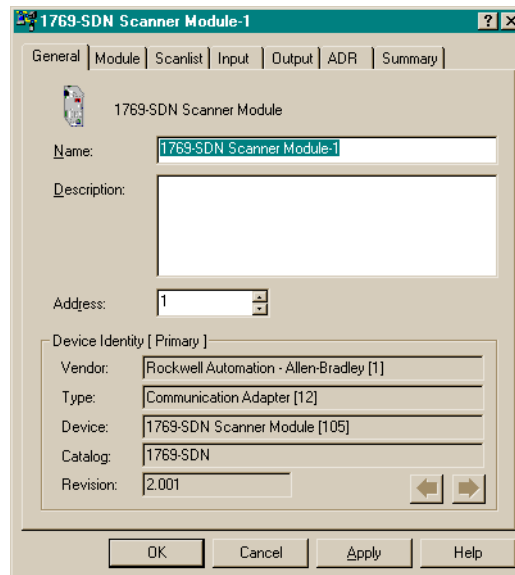 1769-SDN Scanner Module-1
General Module Scanlist Input Output ADR Summary
1769-SDN Scanner Module
Name: 1769-SDN Scanner Module-1
Description:
Address: 1
Device Identity [ Primary ]
Vendor: Rockwell Automation - Allen-Bradley [1]
Type: Communication Adapter [12]
Device: 1769-SDN Scanner Module [105]
Catalog: 1769-SDN
Revision: 2.001
OK Cancel Apply Help